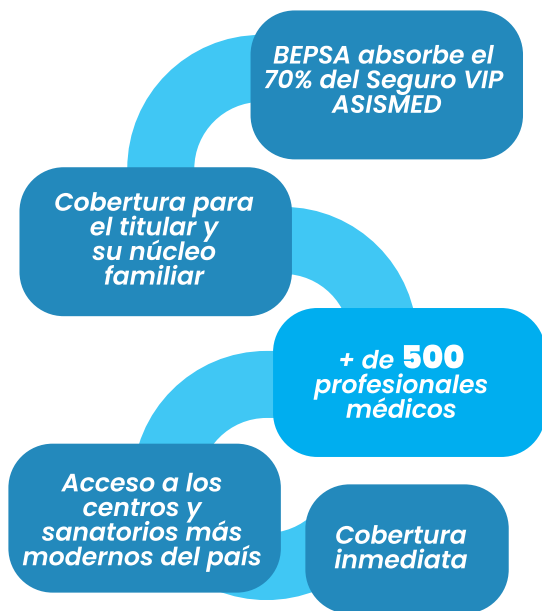 BEPSA absorbe el
70% del Seguro VIP
ASISMED
Cobertura para
el titular y
su núcleo
familiar
+ de 500
profesionales
médicos
Acceso a los
centros y
sanatorios más
modernos del país
Cobertura
inmediata